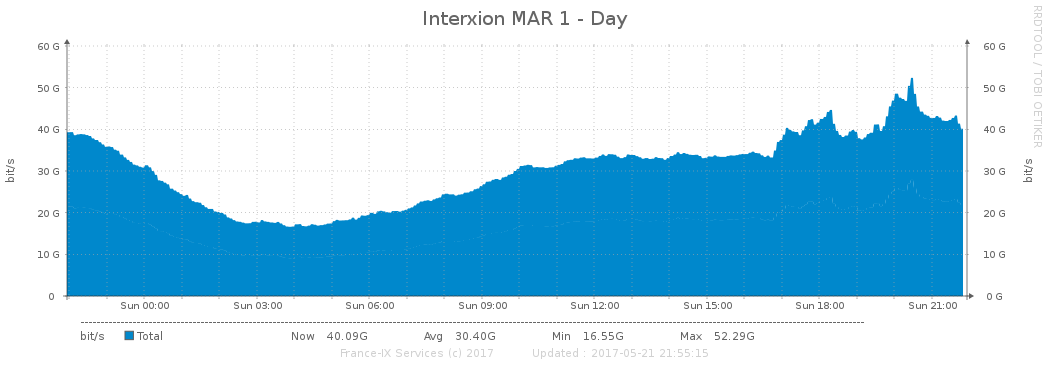 Interxion MAR 1 - Day
RRDTOOL / TOBI OETIKER
60 G 60 G
50 G 50 G
40 G 40 G
30 G 30 G
20 G 20 G
10 G 10 G
0 0 G
bit/s bit/s
Sun 00:00 Sun 03:00 Sun 06:00 Sun 09:00 Sun 12:00 Sun 15:00 Sun 18:00 Sun 21:00
bit/s Total Now 40.09G Avg 30.40G Min 16.55G Max 52.29G
France-IX Services (c) 2017 Updated : 2017-05-21 21:55:15